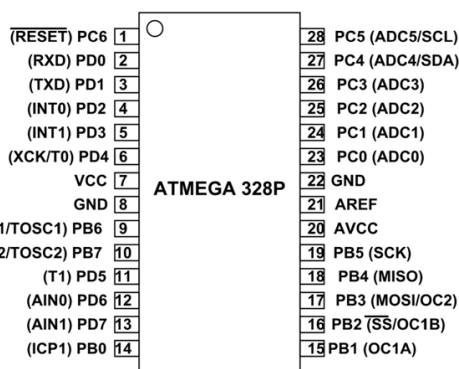 (RESET) PC6 1
(RXD) PD0 2
(TXD) PD1 3
(INT0) PD2 4
(INT1) PD3 5
(XCK/T0) PD4 6
VCC 7
GND 8
1/TOSC1) PB6 9
2/TOSC2) PB7 10
(T1) PD5 11
(AIN0) PD6 12
(AIN1) PD7 13
(ICP1) PB0 14
ATMEGA 328P
28 PC5 (ADC5/SCL)
27 PC4 (ADC4/SDA)
26 PC3 (ADC3)
25 PC2 (ADC2)
24 PC1 (ADC1)
23 PC0 (ADC0)
22 GND
21 AREF
20 AVCC
19 PB5 (SCK)
18 PB4 (MISO)
17 PB3 (MOSI/OC2)
16 PB2 (SS/OC1B)
15 PB1 (OC1A)